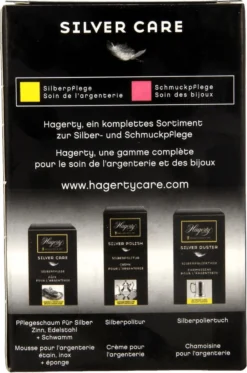 SILVER CARE
SilberpFlege
Soin de l'argenterie
SchmuckpFlege
Soin des bijoux
Hagerty, ein komplettes Sortiment
zur Silber- und SchmuckpFlege
Hagerty, une gamme complète
pour le soin de l'argenterie et des bijoux
www.hagertycare.com
Hagerty
SILVER CARE
Hagerty
SILVER POLISH
Hagerty
SILVER DUSTER
PFlegeschaum Für Silber
Zinn, Edelstahl
+ Schwamm
Mousse pour l'argenterie
étain, inox +
éponge
Silberpolitur
Crème pour
l'argenterie
Silberpoliertuch
Chamoisine
pour l'argenterie